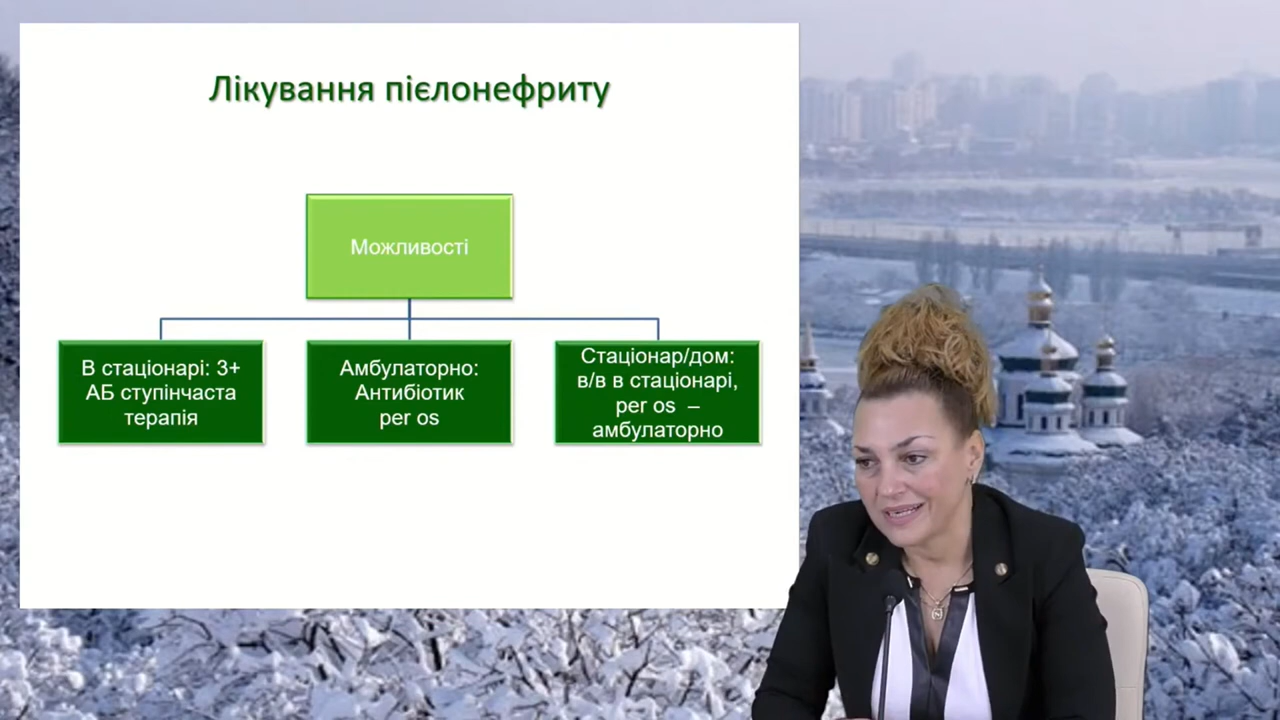 Лікування пієлонефриту
Можливості
В стаціонарі: 3+
АБ ступінчаста
терапія
Амбулаторно:
Антибіотик
per os
Стаціонар/дом:
в/в в стаціонарі,
per os –
амбулаторно